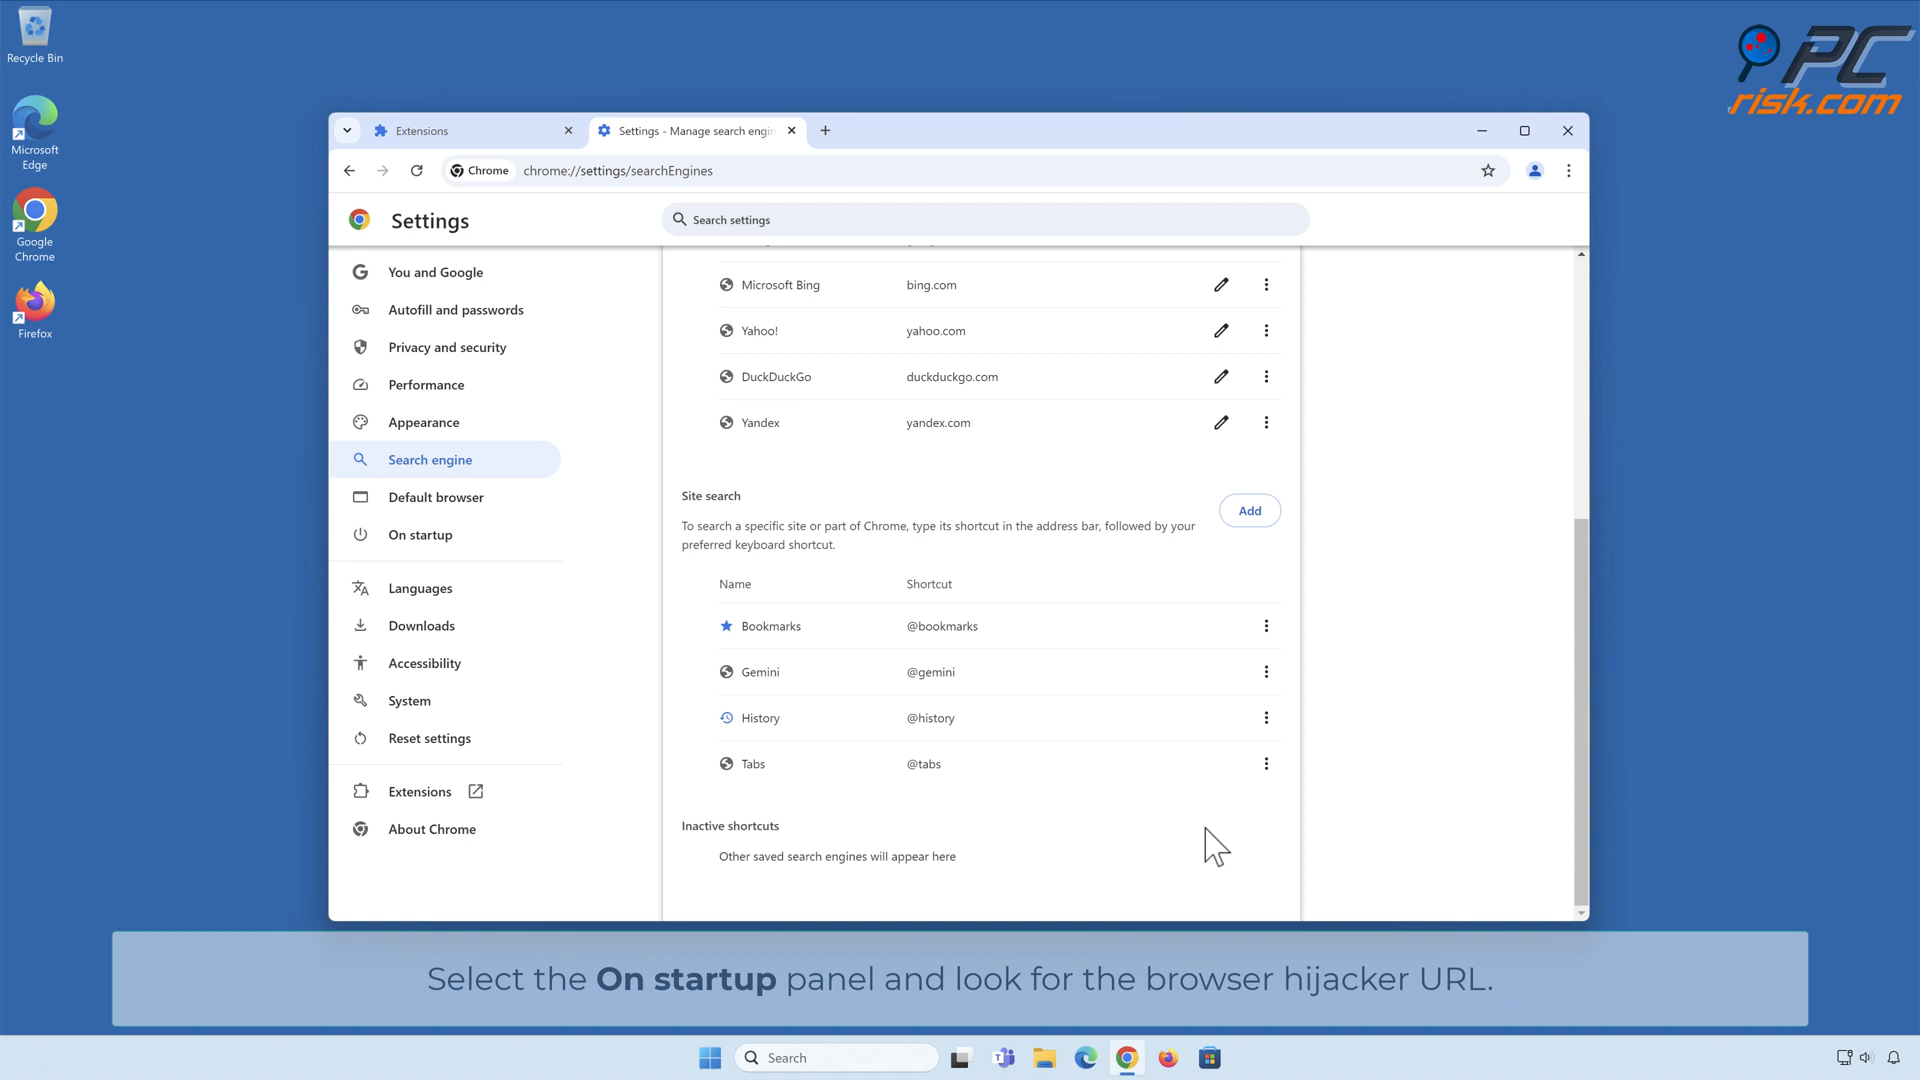 Recycle Bin
Microsoft
Edge
Google
Chrome
Firefox
PC
risk.com
Extensions
Settings - Manage search engin
Chrome
chrome://settings/searchEngines
Settings
Search settings
You and Google
Autofill and passwords
Privacy and security
Performance
Appearance
Search engine
Default browser
On startup
Languages
Downloads
Accessibility
System
Reset settings
Extensions
About Chrome
Microsoft Bing bing.com
Yahoo! yahoo.com
DuckDuckGo duckduckgo.com
Yandex yandex.com
Site search
Add
To search a specific site or part of Chrome, type its shortcut in the address bar, followed by your
preferred keyboard shortcut.
Name Shortcut
Bookmarks @bookmarks
Gemini @gemini
History @history
Tabs @tabs
Inactive shortcuts
Other saved search engines will appear here
Select the On startup panel and look for the browser hijacker URL.
Search